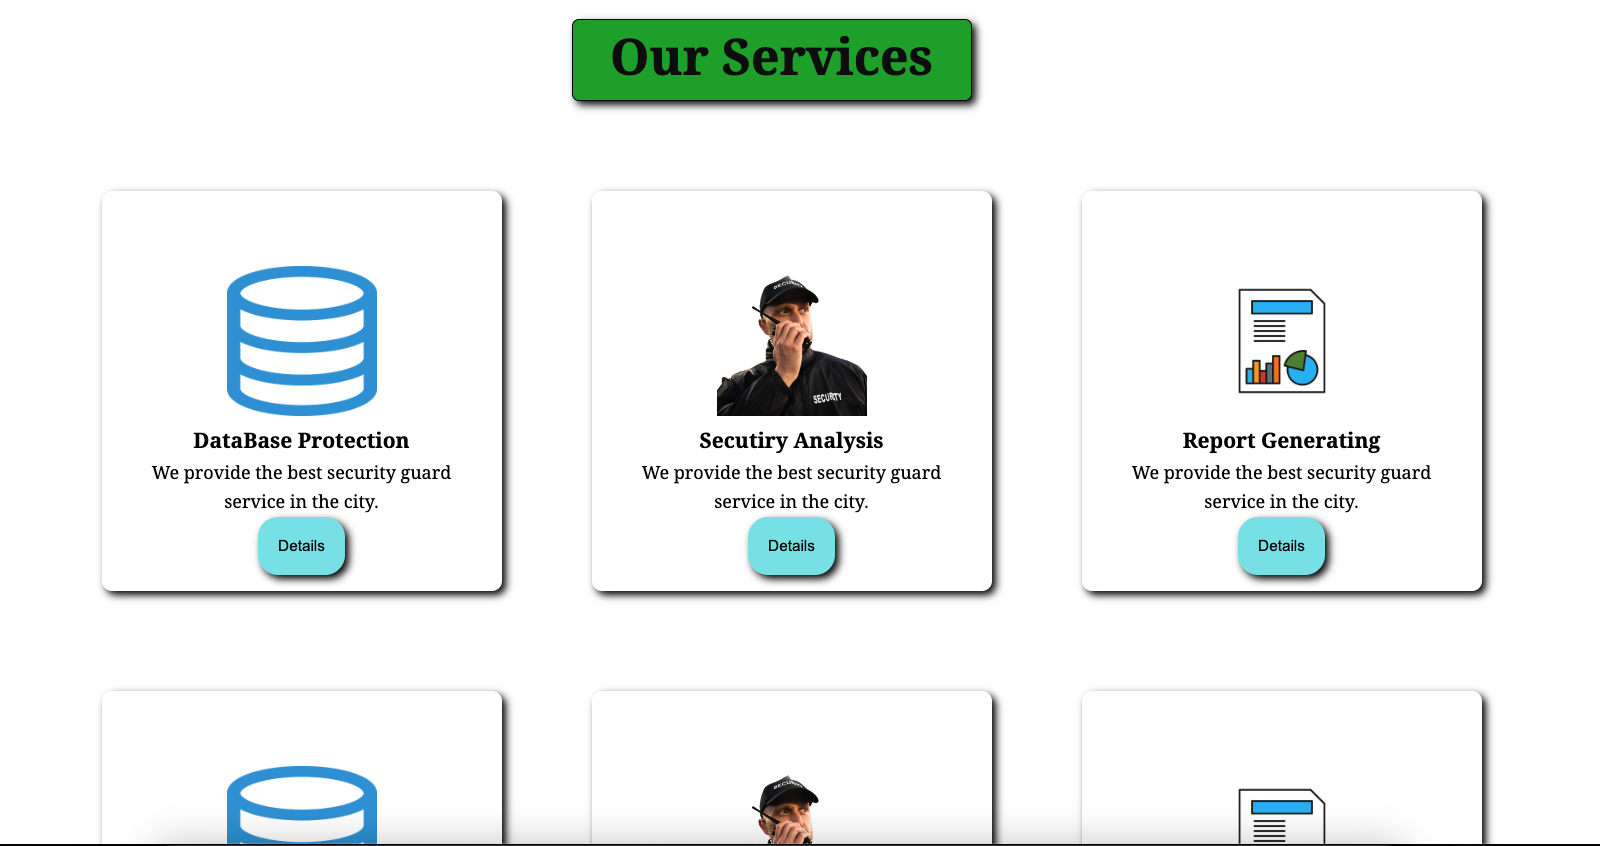 Our Services
SECURITY
SECURITY
DataBase Protection
Secutiry Analysis
Report Generating
We provide the best security guard
service in the city.
We provide the best security guard
service in the city.
We provide the best security guard
service in the city.
Details
Details
Details